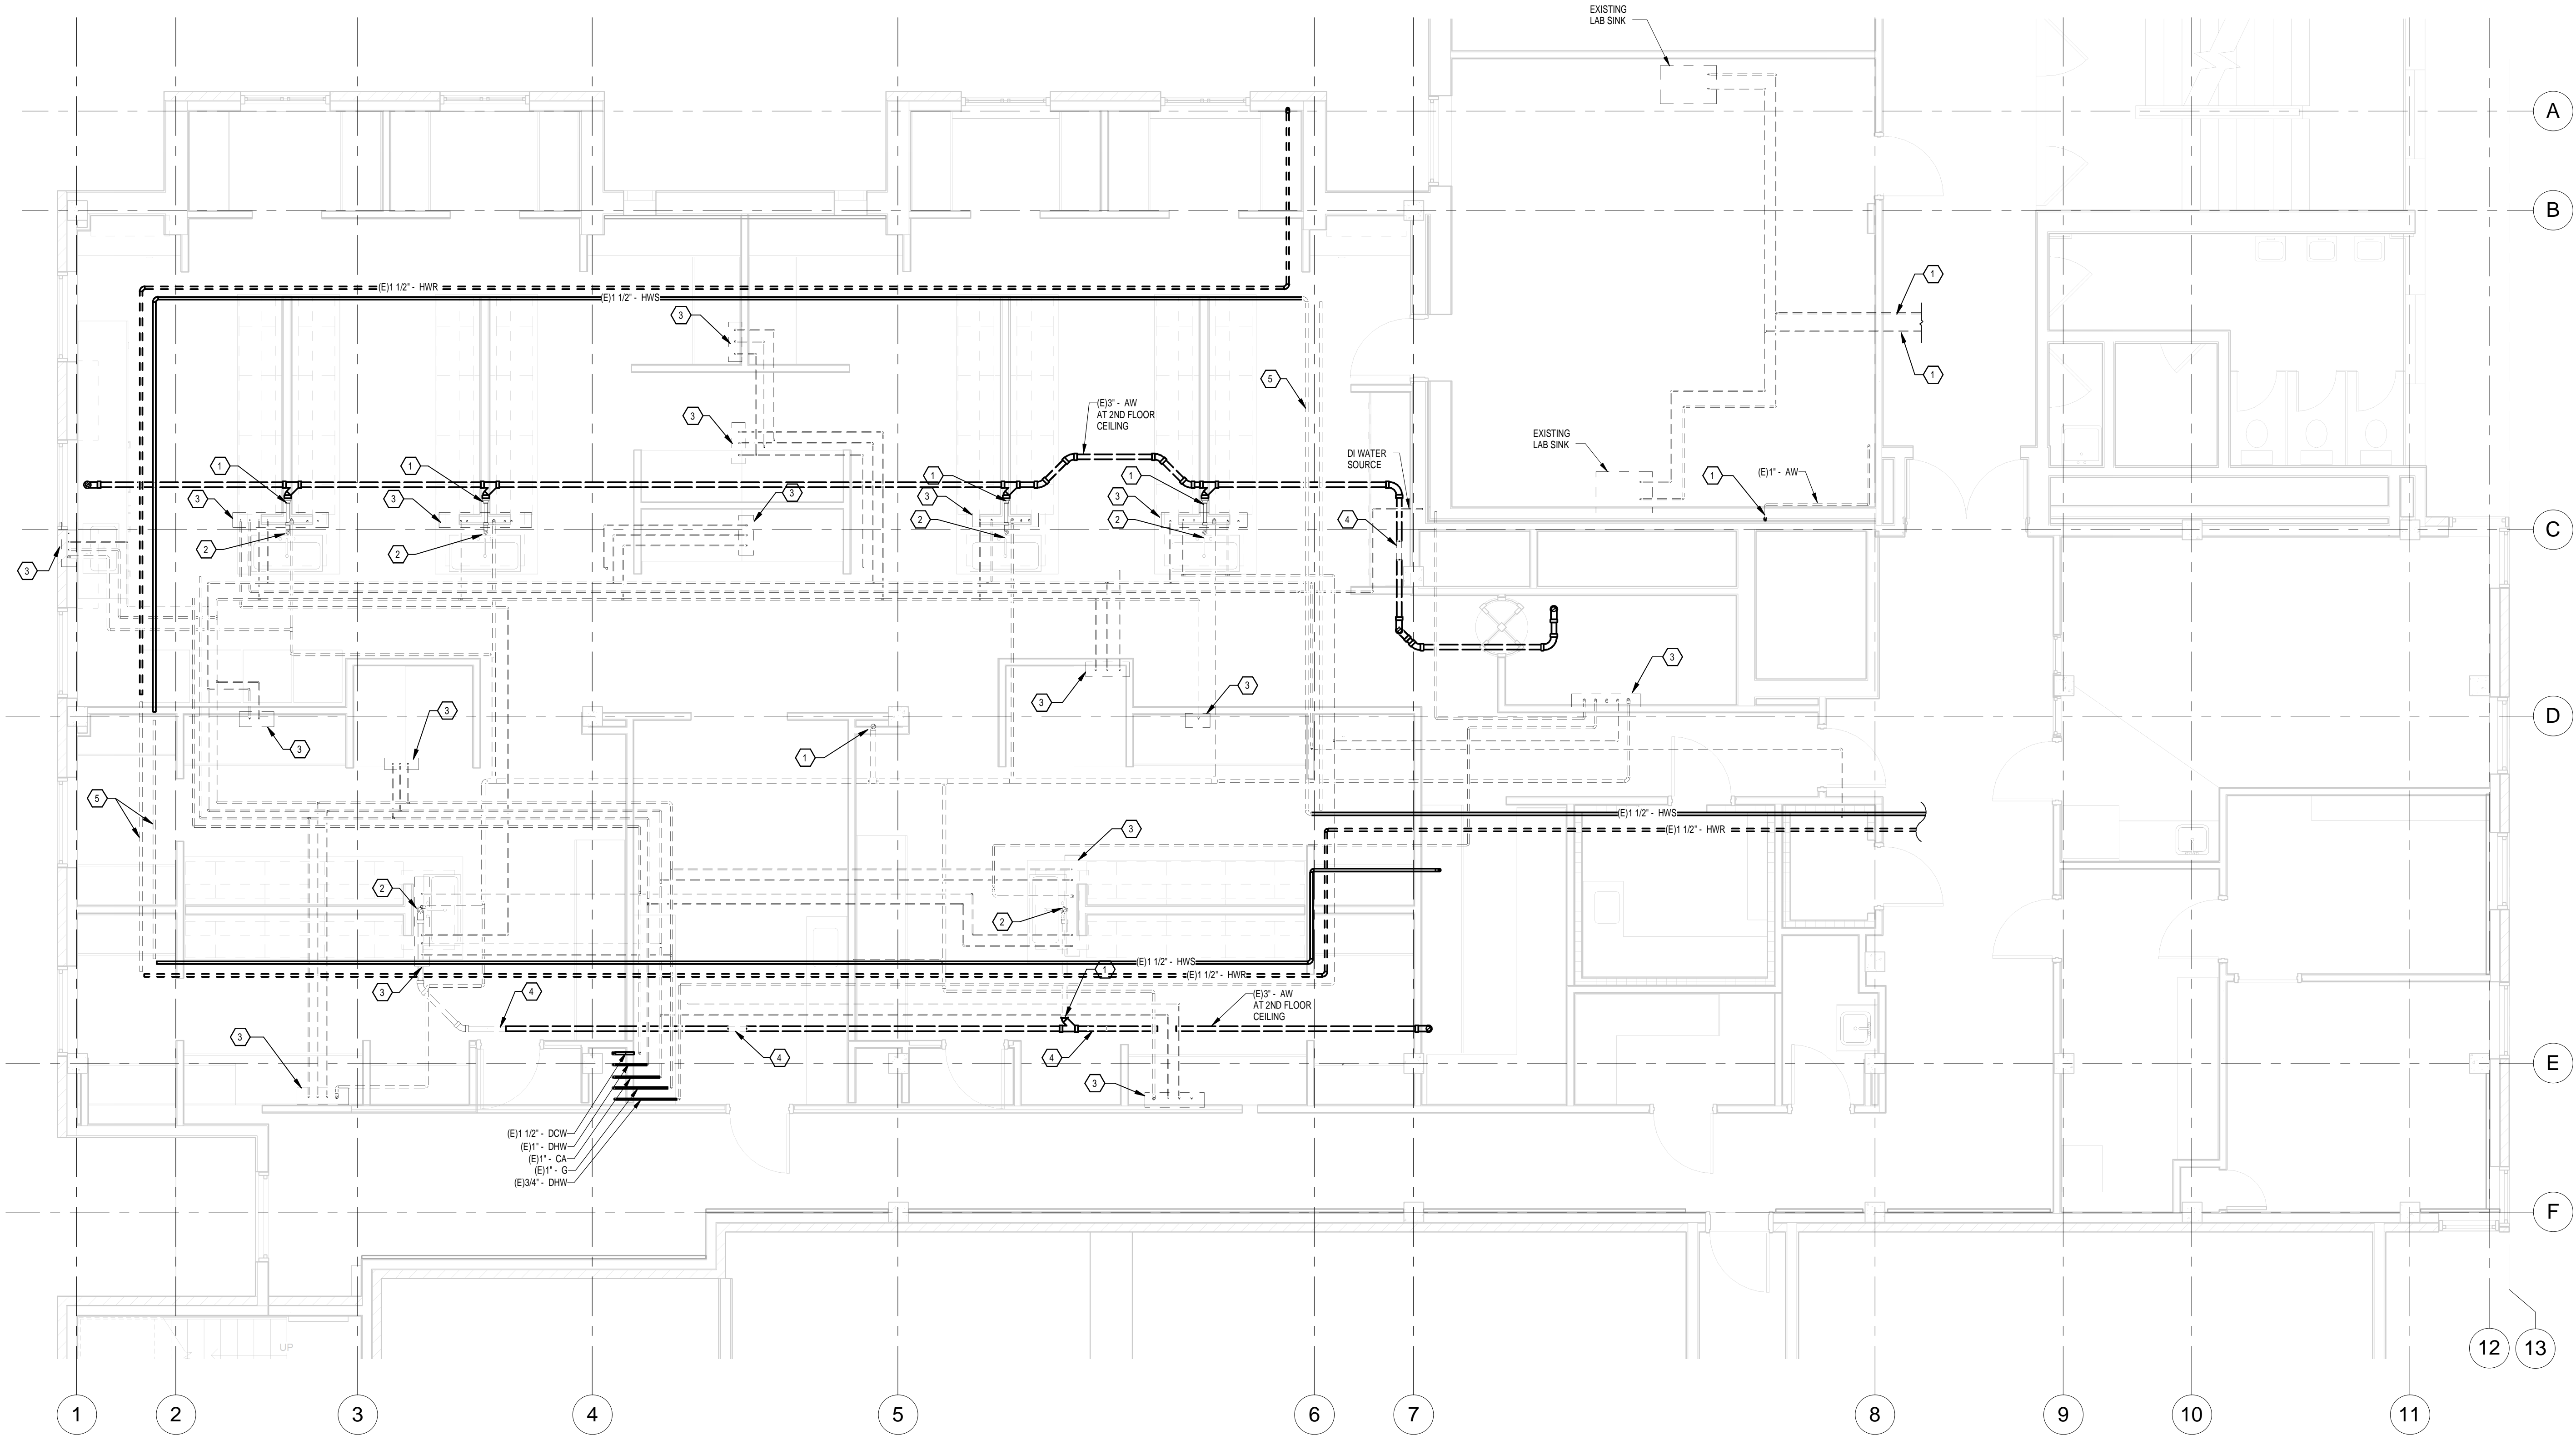 EXISTING
LAB SINK
A
B
1
(E)1 1/2" - HWR
(E)1 1/2" - HWS
3
1
5
(E)3" - AW
AT 2ND FLOOR
CEILING
3
EXISTING
LAB SINK
DI WATER
SOURCE
1
1
1
1
1
(E)1" - AW
3
3
3
3
3
4
2
2
2
2
C
3
3
3
3
3
D
3
1
5
(E)1 1/2" - HWS
(E)1 1/2" - HWR
3
2
2
(E)1 1/2" - HWS
1
(E)1 1/2" - HWR
3
4
(E)3" - AW
AT 2ND FLOOR
CEILING
3
4
4
E
3
(E)1 1/2" - DCW
(E)1" - DHW
(E)1" - CA
(E)1" - G
(E)3/4" - DHW
F
UP
12
13
1
2
3
4
5
6
7
8
9
10
11